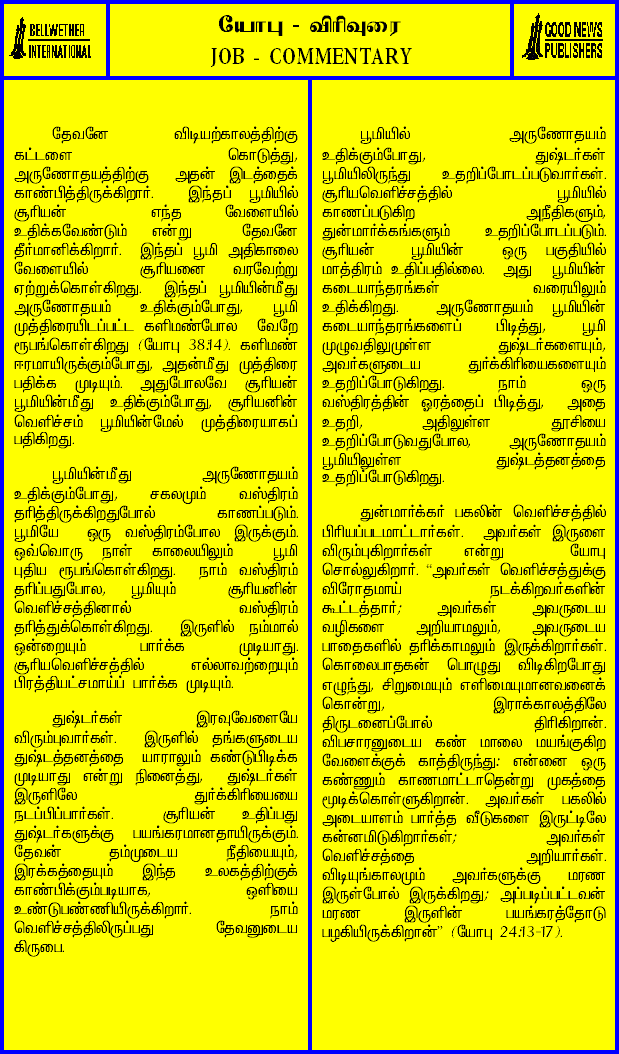 BELLWETHER
INTERNATIONAL
யோபு - விரிவுரை
JOB - COMMENTARY
GOOD NEWS
PUBLISHERS
தேவனே விடியற்காலத்திற்கு
கட்டளை கொடுத்து,
அருணோதயத்திற்கு அதன் இடத்தைக்
காண்பித்திருக்கிறார். இந்தப் பூமியில்
சூரியன் எந்த வேளையில்
உதிக்கவேண்டும் என்று தேவனே
தீர்மானிக்கிறார். இந்தப் பூமி அதிகாலை
வேளையில் சூரியனை வரவேற்று
ஏற்றுக்கொள்கிறது. இந்தப் பூமியின்மீது
அருணோதயம் உதிக்கும்போது, பூமி
முத்திரையிடப்பட்ட களிமண்போல வேறே
ரூபங்கொள்கிறது (யோபு 38:14). களிமண்
ஈரமாயிருக்கும்போது, அதன்மீது முத்திரை
பதிக்க முடியும். அதுபோலவே சூரியன்
பூமியின்மீது உதிக்கும்போது, சூரியனின்
வெளிச்சம் பூமியின்மேல் முத்திரையாகப்
பதிகிறது.
பூமியின்மீது அருணோதயம்
உதிக்கும்போது, சகலமும் வஸ்திரம்
தரித்திருக்கிறதுபோல் காணப்படும்.
பூமியே ஒரு வஸ்திரம்போல இருக்கும்.
ஒவ்வொரு நாள் காலையிலும் பூமி
புதிய ரூபங்கொள்கிறது. நாம் வஸ்திரம்
தரிப்பதுபோல, பூமியும் சூரியனின்
வெளிச்சத்தினால் வஸ்திரம்
தரித்துக்கொள்கிறது. இருளில் நம்மால்
ஒன்றையும் பார்க்க முடியாது.
சூரியவெளிச்சத்தில் எல்லாவற்றையும்
பிரத்தியட்சமாய்ப் பார்க்க முடியும்.
துஷ்டர்கள் இரவுவேளையே
விரும்புவார்கள். இருளில் தங்களுடைய
துஷ்டத்தனத்தை யாராலும் கண்டுபிடிக்க
முடியாது என்று நினைத்து, துஷ்டர்கள்
இருளிலே துர்க்கிரியையை
நடப்பிப்பார்கள். சூரியன் உதிப்பது
துஷ்டர்களுக்கு பயங்கரமானதாயிருக்கும்.
தேவன் தம்முடைய நீதியையும்,
இரக்கத்தையும் இந்த உலகத்திற்குக்
காண்பிக்கும்படியாக, ஒளியை
உண்டுபண்ணியிருக்கிறார். நாம்
வெளிச்சத்திலிருப்பது தேவனுடைய
கிருபை.
பூமியில் அருணோதயம்
உதிக்கும்போது, துஷ்டர்கள்
பூமியிலிருந்து உதறிப்போடப்படுவார்கள்.
சூரியவெளிச்சத்தில் பூமியில்
காணப்படுகிற அநீதிகளும்,
துன்மார்க்கங்களும் உதறிப்போடப்படும்.
சூரியன் பூமியின் ஒரு பகுதியில்
மாத்திரம் உதிப்பதில்லை. அது பூமியின்
கடையாந்தரங்கள் வரையிலும்
உதிக்கிறது. அருணோதயம் பூமியின்
கடையாந்தரங்களைப் பிடித்து, பூமி
முழுவதிலுமுள்ள துஷ்டர்களையும்,
அவர்களுடைய துர்க்கிரியைகளையும்
உதறிப்போடுகிறது. நாம் ஒரு
வஸ்திரத்தின் ஓரத்தைப் பிடித்து, அதை
உதறி, அதிலுள்ள தூசியை
உதறிப்போடுவதுபோல, அருணோதயம்
பூமியிலுள்ள துஷ்டத்தனத்தை
உதறிப்போடுகிறது.
துன்மார்க்கர் பகலின் வெளிச்சத்தில்
பிரியப்படமாட்டார்கள். அவர்கள் இருளை
விரும்புகிறார்கள் என்று யோபு
சொல்லுகிறார். “அவர்கள் வெளிச்சத்துக்கு
விரோதமாய் நடக்கிறவர்களின்
கூட்டத்தார்; அவர்கள் அவருடைய
வழிகளை அறியாமலும், அவருடைய
பாதைகளில் தரிக்காமலும் இருக்கிறார்கள்.
கொலைபாதகன் பொழுது விடிகிறபோது
எழுந்து, சிறுமையும் எளிமையுமானவனைக்
கொன்று, இராக்காலத்திலே
திருடனைப்போல் திரிகிறான்.
விபசாரனுடைய கண் மாலை மயங்குகிற
வேளைக்குக் காத்திருந்து: என்னை ஒரு
கண்ணும் காணமாட்டாதென்று முகத்தை
மூடிக்கொள்ளுகிறான். அவர்கள் பகலில்
அடையாளம் பார்த்த வீடுகளை இருட்டிலே
கன்னமிடுகிறார்கள்; அவர்கள்
வெளிச்சத்தை அறியார்கள்.
விடியுங்காலமும் அவர்களுக்கு மரண
இருள்போல் இருக்கிறது; அப்படிப்பட்டவன்
மரண இருளின் பயங்கரத்தோடு
பழகியிருக்கிறான்” (யோபு 24:13-17).